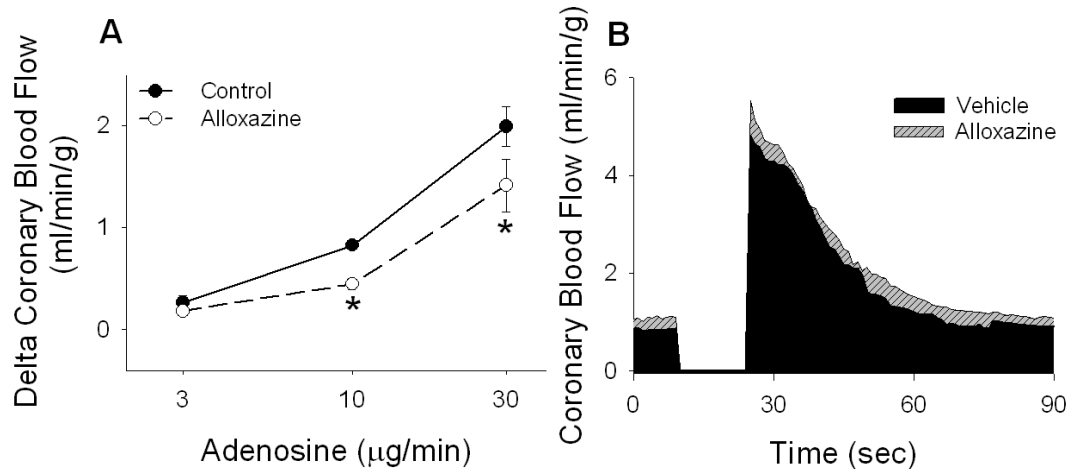 A
Delta Coronary Blood Flow
(ml/min/g)
Control
Alloxazine
2
1
0
*
*
3
10
30
Adenosine (μg/min)
B
Coronary Blood Flow (ml/min/g)
Vehicle
Alloxazine
6
4
2
0
0
30
60
90
Time (sec)